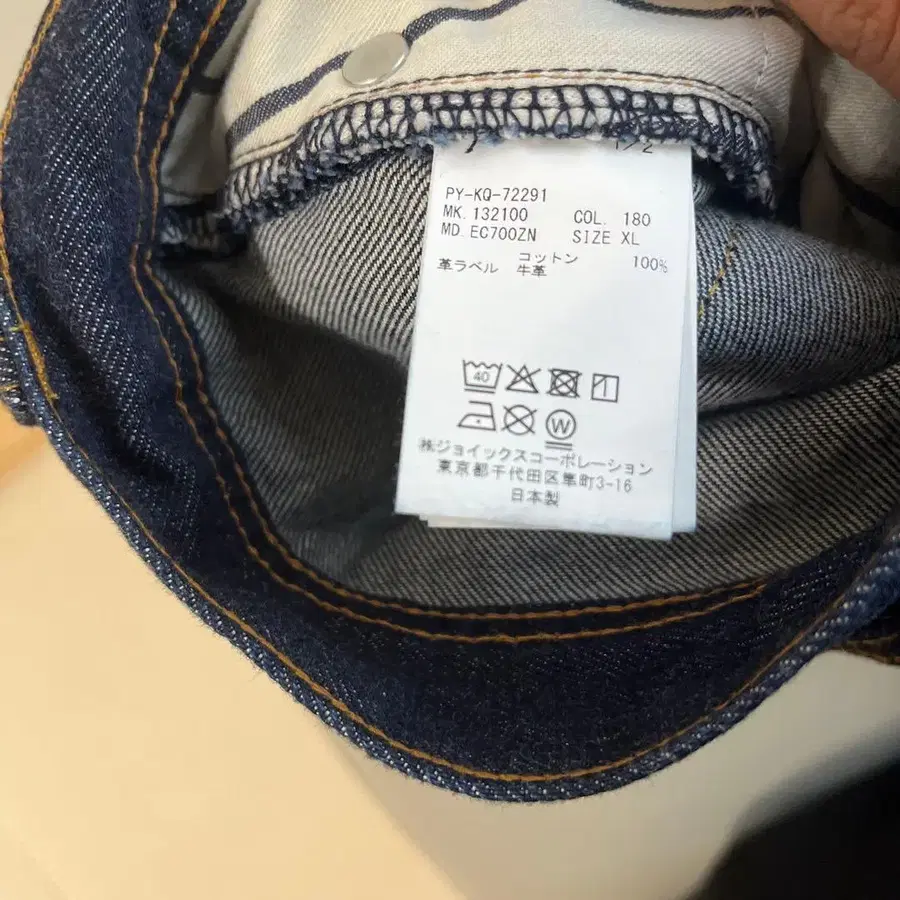 1/2
PY-KQ-72291
MK. 132100 COL. 180
MD. EC700ZN SIZE XL
コットン 100%
革ラベル 牛革
40
W
㈱ジョイックスコーポレーション
東京都千代田区隼町3-16
日本製